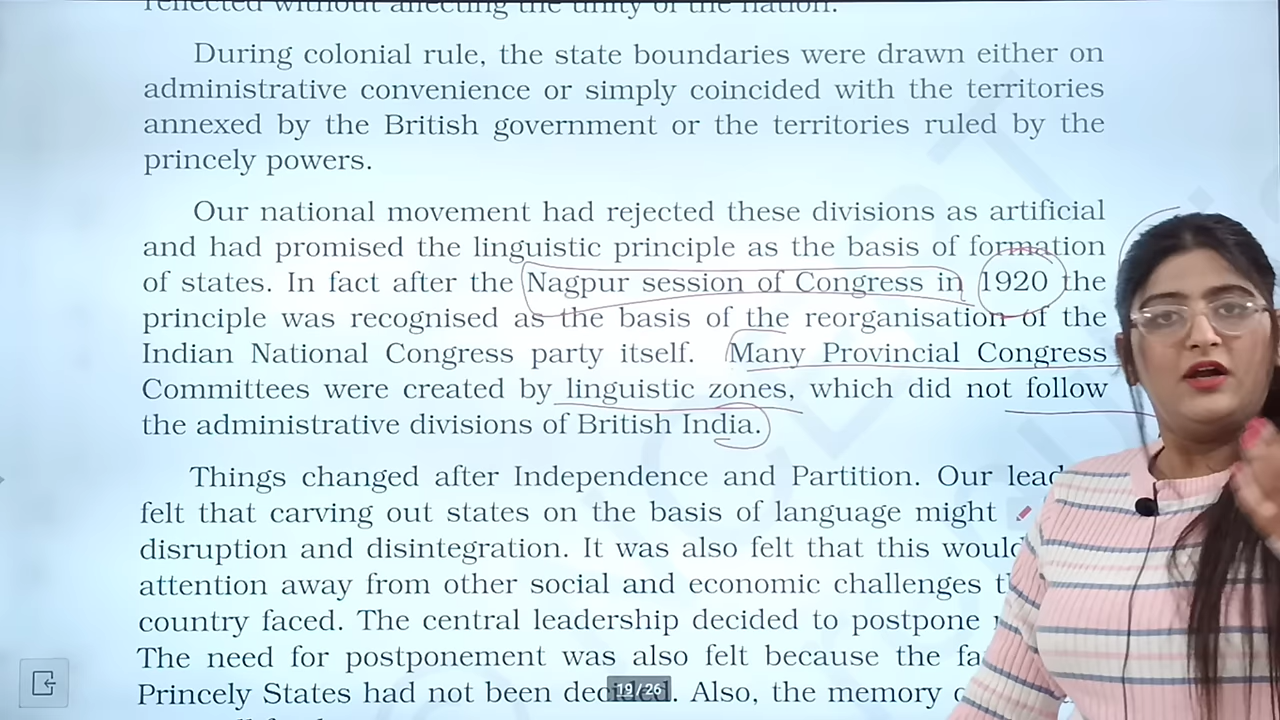 reflected without affecting the unity of the nation.
During colonial rule, the state boundaries were drawn either on
administrative convenience or simply coincided with the territories
annexed by the British government or the territories ruled by the
princely powers.
Our national movement had rejected these divisions as artificial
and had promised the linguistic principle as the basis of formation
of states. In fact after the Nagpur session of Congress in 1920 the
principle was recognised as the basis of the reorganisation of the
Indian National Congress party itself. Many Provincial Congress
Committees were created by linguistic zones, which did not follow
the administrative divisions of British India.
Things changed after Independence and Partition. Our
felt that carving out states on the basis of language might
disruption and disintegration. It was also felt that this would
attention away from other social and economic challenges
country faced. The central leadership decided to postpone
The need for postponement was also felt because the
Princely States had not been decided. Also, the memory
19/26